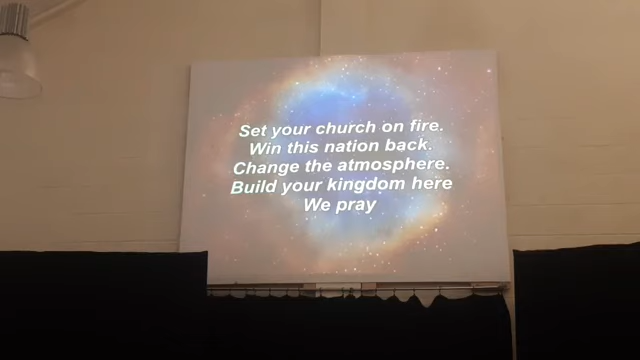 Set your church on fire.
Win this nation back.
Change the atmosphere.
Build your kingdom here
We pray